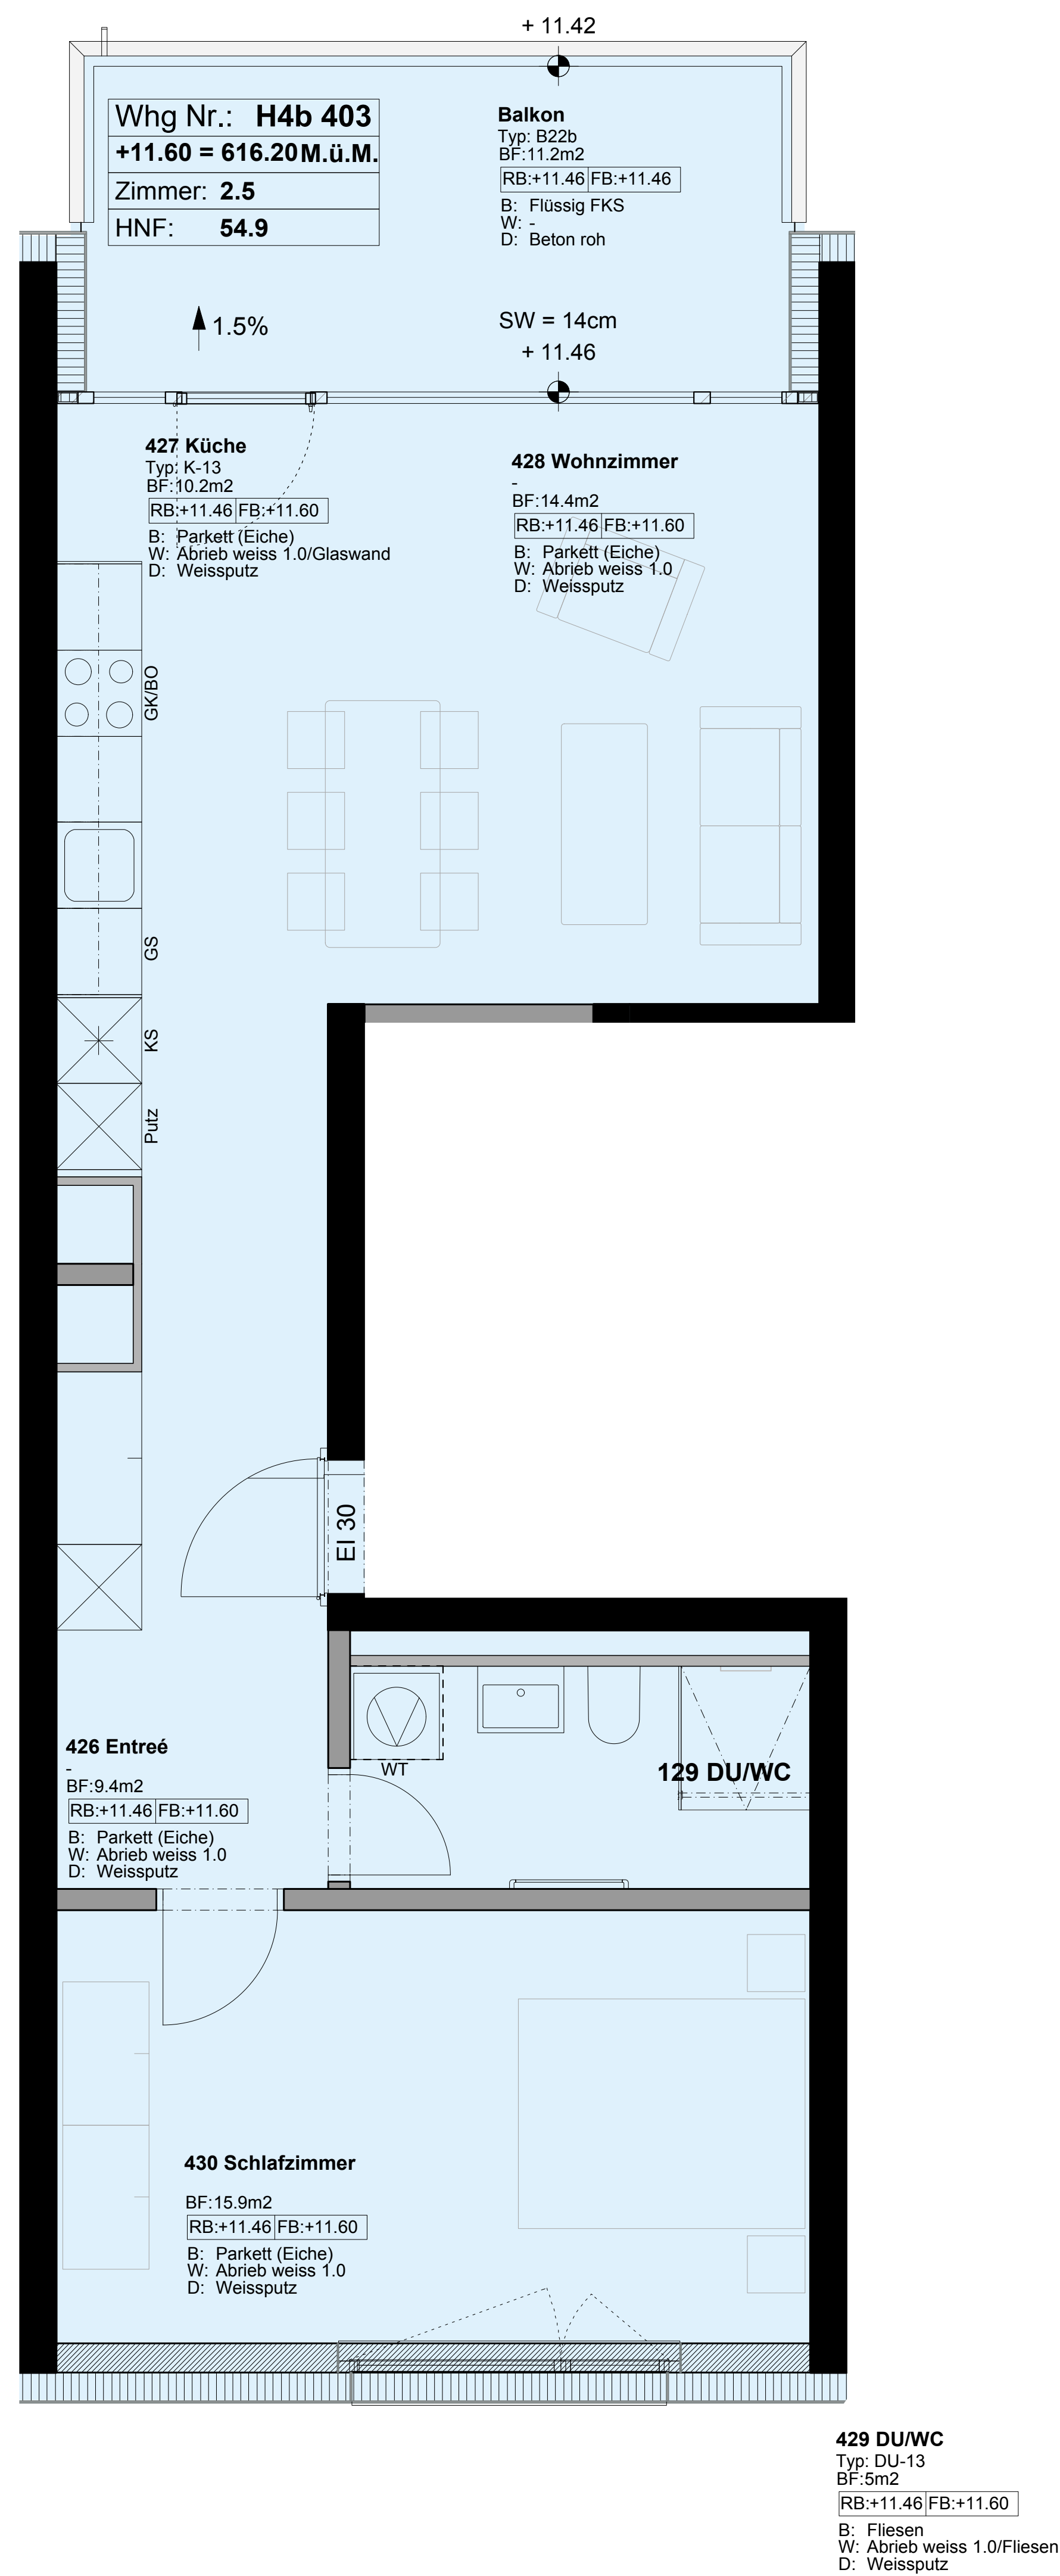 + 11.42
Whg Nr.: H4b 403
+11.60 = 616.20 M.ü.M.
Zimmer: 2.5
HNF: 54.9
Balkon
Typ: B22b
BF:11.2m2
RB:+11.46 FB:+11.46
B: Flüssig FKS
W: -
D: Beton roh
1.5%
SW = 14cm
+ 11.46
427 Küche
Typ: K-13
BF:10.2m2
RB:+11.46 FB:+11.60
B: Parkett (Eiche)
W: Abrieb weiss 1.0/Glaswand
D: Weissputz
428 Wohnzimmer
-
BF:14.4m2
RB:+11.46 FB:+11.60
B: Parkett (Eiche)
W: Abrieb weiss 1.0
D: Weissputz
GK/BO
GS
KS
Putz
EI 30
WT
129 DU/WC
426 Entreé
-
BF:9.4m2
RB:+11.46 FB:+11.60
B: Parkett (Eiche)
W: Abrieb weiss 1.0
D: Weissputz
430 Schlafzimmer
BF:15.9m2
RB:+11.46 FB:+11.60
B: Parkett (Eiche)
W: Abrieb weiss 1.0
D: Weissputz
429 DU/WC
Typ: DU-13
BF:5m2
RB:+11.46 FB:+11.60
B: Fliesen
W: Abrieb weiss 1.0/Fliesen
D: Weissputz